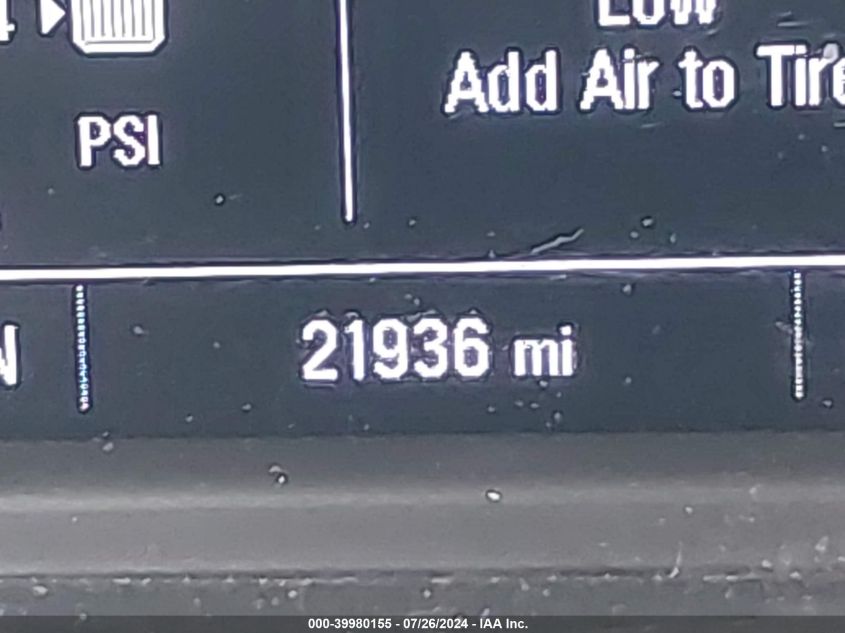 Low
Add Air to Tire
PSI
21936 mi
000-39980155 - 07/26/2024 - IAA Inc.